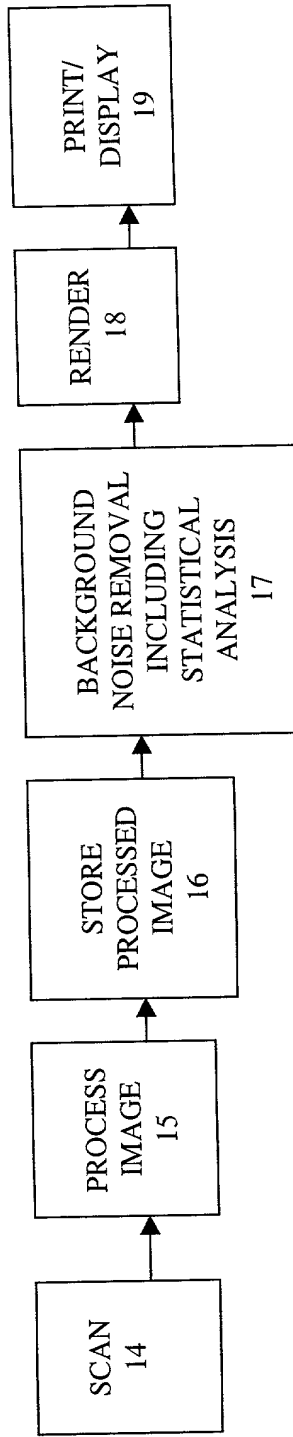 SCAN
14
PROCESS
IMAGE
15
STORE
PROCESSED
IMAGE
16
BACKGROUND
NOISE REMOVAL
INCLUDING
STATISTICAL
ANALYSIS
17
RENDER
18
PRINT/
DISPLAY
19